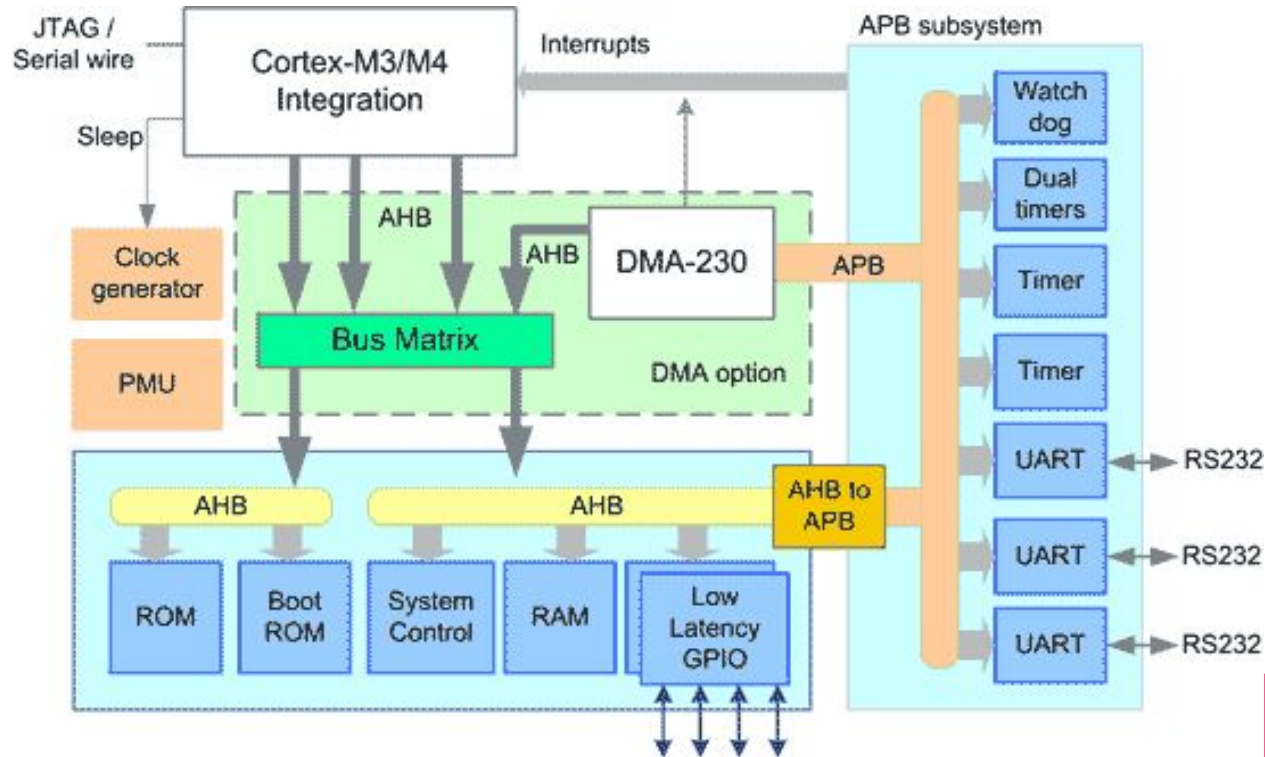 JTAG /
Serial wire
Cortex-M3/M4
Integration
Interrupts
APB subsystem
Sleep
Watch
dog
Dual
timers
AHB
AHB
DMA-230
APB
Clock
generator
Timer
Bus Matrix
DMA option
PMU
Timer
UART
RS232
AHB
AHB
AHB to
APB
UART
RS232
ROM
Boot
ROM
System
Control
RAM
Low
Latency
GPIO
UART
RS232